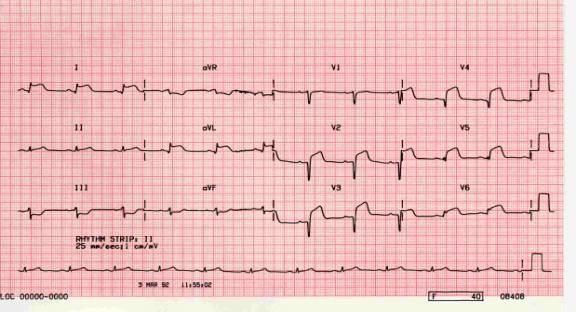 I aVR V1 V4
II aVL V2 V5
III aVF V3 V6
RHYTHM STRIP: II
25 mm/sec;1 cm/mV
3 MAR 92 11:55:02
LOC 00000-0000 F 40 08408